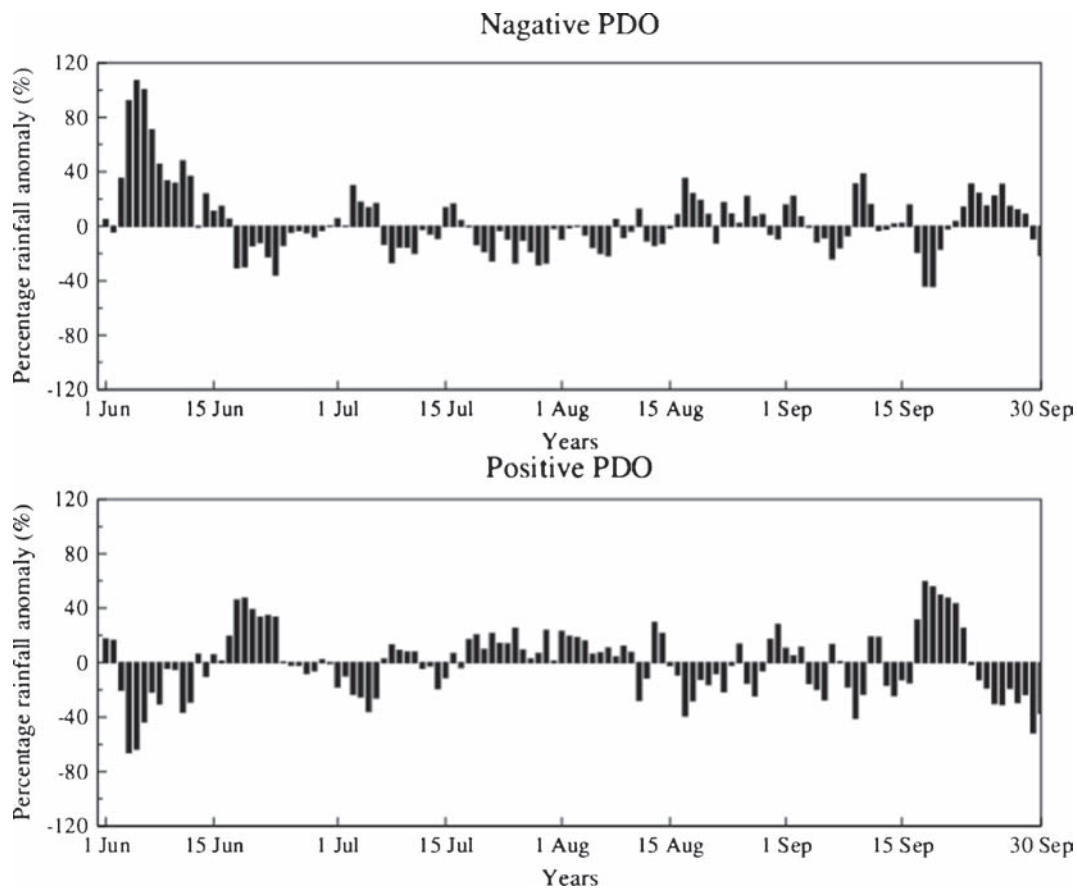 Nagative PDO
Percentage rainfall anomaly (%)
120
80
40
0
-40
-80
-120
1 Jun 15 Jun 1 Jul 15 Jul 1 Aug 15 Aug 1 Sep 15 Sep 30 Sep
Years
Positive PDO
Percentage rainfall anomaly (%)
120
80
40
0
-40
-80
-120
1 Jun 15 Jun 1 Jul 15 Jul 1 Aug 15 Aug 1 Sep 15 Sep 30 Sep
Years